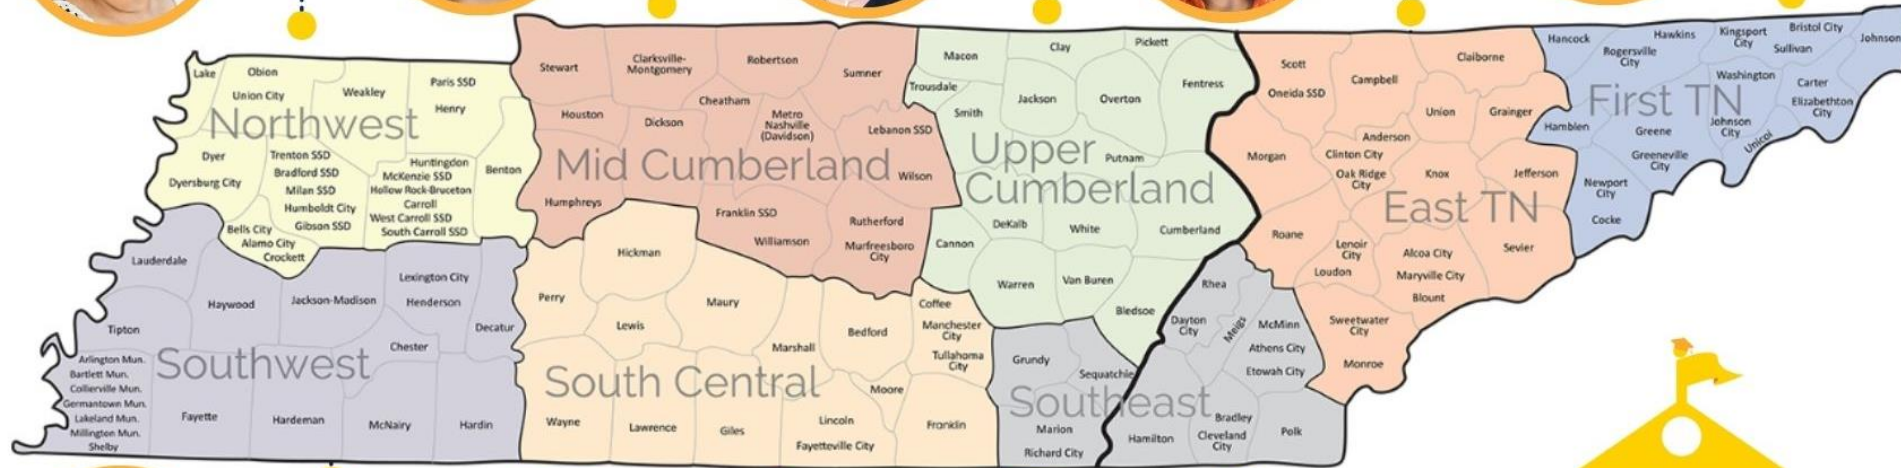 Northwest
Lake
Obion
Union City
Weakley
Paris SSD
Henry
Dyer
Dyersburg City
Trenton SSD
Bradford SSD
Milan SSD
Humboldt City
Gibson SSD
Huntingdon
McKenzie SSD
Hollow Rock-Bruceton
Carroll
West Carroll SSD
South Carroll SSD
Benton
Bells City
Alamo City
Crockett
Southwest
Lauderdale
Haywood
Jackson-Madison
Lexington City
Henderson
Decatur
Tipton
Chester
Arlington Mun.
Bartlett Mun.
Collierville Mun.
Germantown Mun.
Lakeland Mun.
Millington Mun.
Shelby
Fayette
Hardeman
McNairy
Hardin
Mid Cumberland
Stewart
Clarksville-
Montgomery
Robertson
Sumner
Houston
Dickson
Cheatham
Metro
Nashville
(Davidson)
Lebanon SSD
Wilson
Humphreys
Franklin SSD
Williamson
Rutherford
Murfreesboro
City
South Central
Hickman
Perry
Lewis
Maury
Marshall
Bedford
Coffee
Manchester
City
Tullahoma
City
Moore
Wayne
Lawrence
Giles
Lincoln
Fayetteville City
Franklin
Upper
Cumberland
Macon
Clay
Pickett
Trousdale
Smith
Jackson
Overton
Fentress
Putnam
DeKalb
White
Cumberland
Cannon
Warren
Van Buren
Bledsoe
Southeast
Grundy
Sequatchie
Marion
Richard City
Rhea
Dayton
City
Meigs
McMinn
Athens City
Etowah City
Hamilton
Bradley
Cleveland
City
Polk
East TN
Scott
Oneida SSD
Campbell
Claiborne
Union
Grainger
Morgan
Anderson
Clinton City
Oak Ridge
City
Knox
Jefferson
Roane
Lenoir
City
Loudon
Alcoa City
Maryville City
Blount
Sevier
Sweetwater
City
Monroe
First TN
Hancock
Hawkins
Rogersville
City
Kingsport
City
Bristol City
Sullivan
Johnson
Washington
Carter
Elizabethton
City
Hamblen
Greene
Greeneville
City
Johnson
City
Unicoi
Newport
City
Cocke